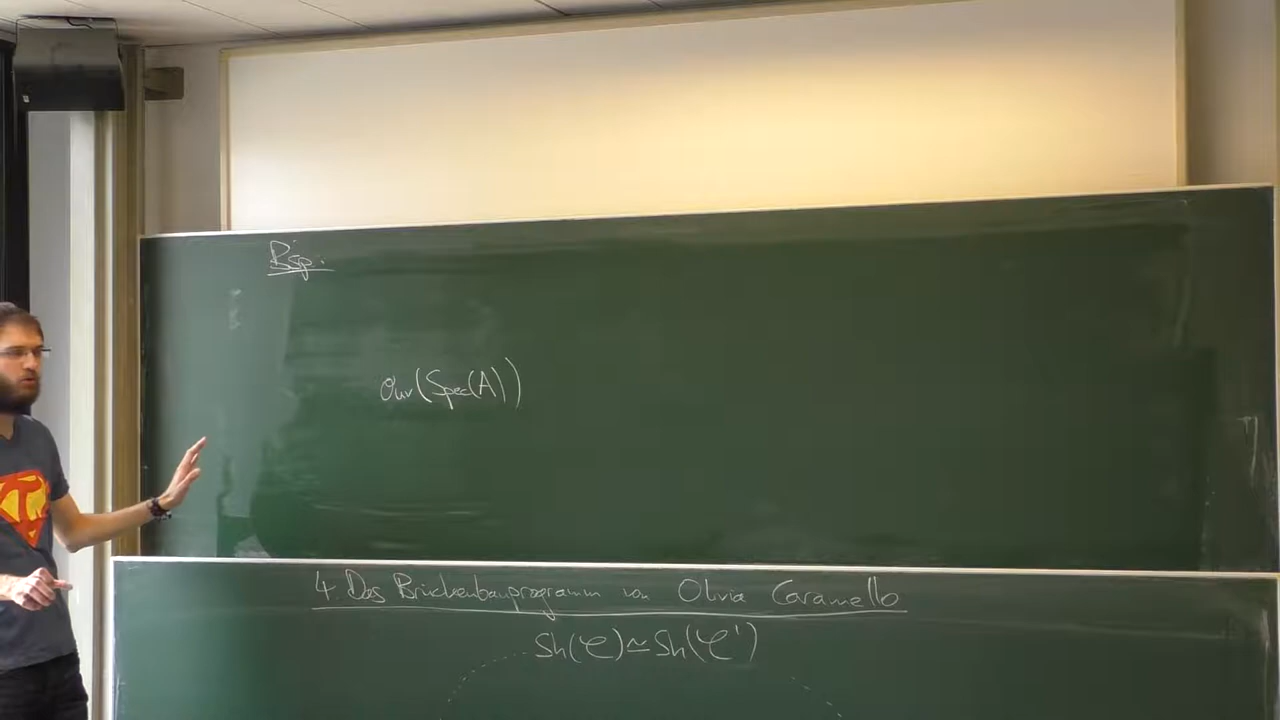 Bsp:
Ouv(Spec(A))
4. Das Brückenbauprogramm von Olivia Caramello
Sh(𝒞)≃Sh(𝒞')